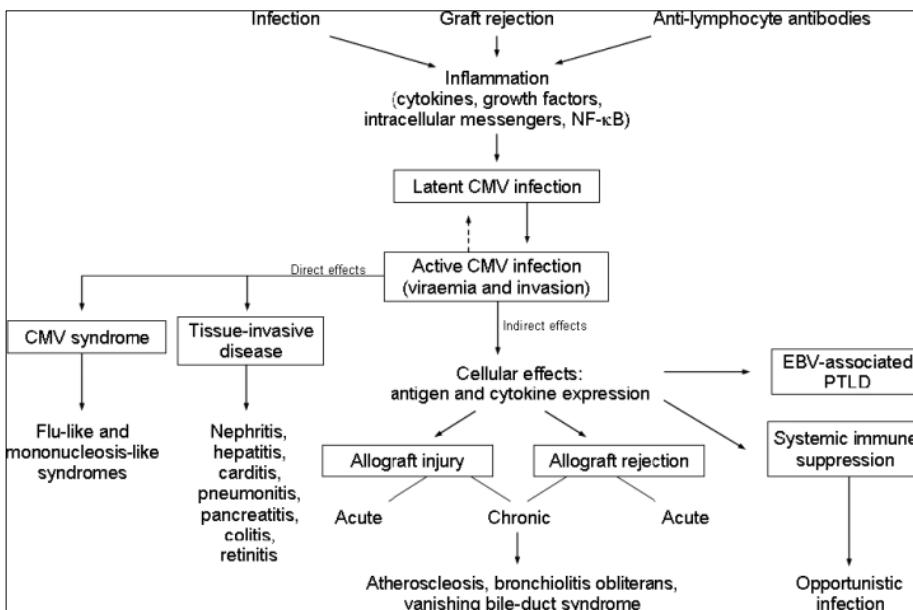 Infection
Graft rejection
Anti-lymphocyte antibodies
Inflammation
(cytokines, growth factors,
intracellular messengers, NF-κB)
Latent CMV infection
Direct effects
Active CMV infection
(viraemia and invasion)
Indirect effects
CMV syndrome
Tissue-invasive
disease
Cellular effects:
antigen and cytokine expression
EBV-associated
PTLD
Flu-like and
mononucleosis-like
syndromes
Nephritis,
hepatitis,
carditis,
pneumonitis,
pancreatitis,
colitis,
retinitis
Allograft injury
Allograft rejection
Systemic immune
suppression
Acute
Chronic
Acute
Atheroscleosis, bronchiolitis obliterans,
vanishing bile-duct syndrome
Opportunistic
infection